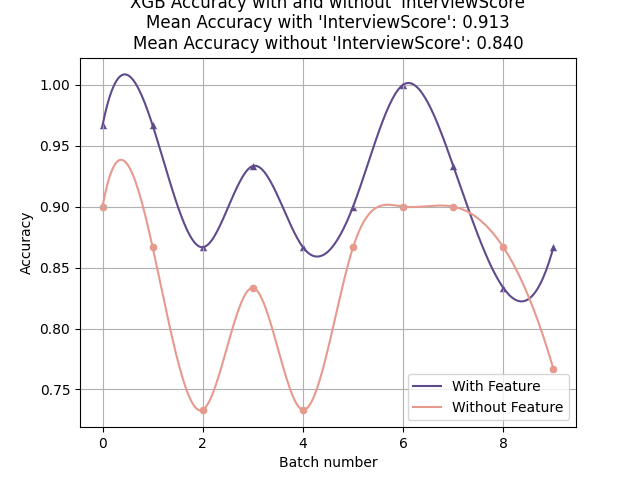 XGB Accuracy with and without 'InterviewScore'
Mean Accuracy with 'InterviewScore': 0.913
Mean Accuracy without 'InterviewScore': 0.840
1.00
0.95
0.90
0.85
0.80
0.75
Accuracy
0
2
4
6
8
Batch number
With Feature
Without Feature